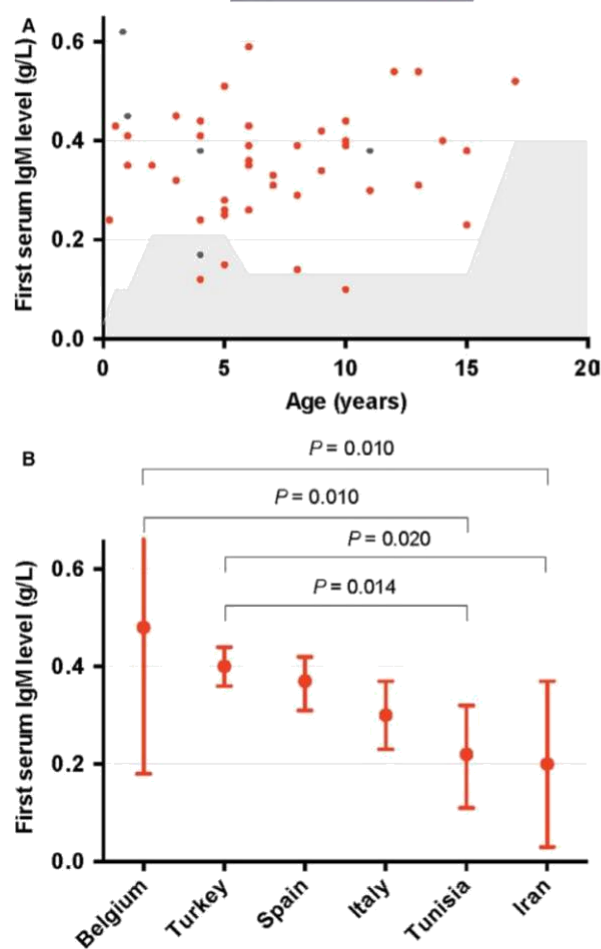 A
First serum IgM level (g/L)
0.6
0.4
0.2
0.0
0 5 10 15 20
Age (years)
B
P = 0.010
P = 0.010
P = 0.020
P = 0.014
First serum IgM level (g/L)
0.6
0.4
0.2
0.0
Belgium
Turkey
Spain
Italy
Tunisia
Iran